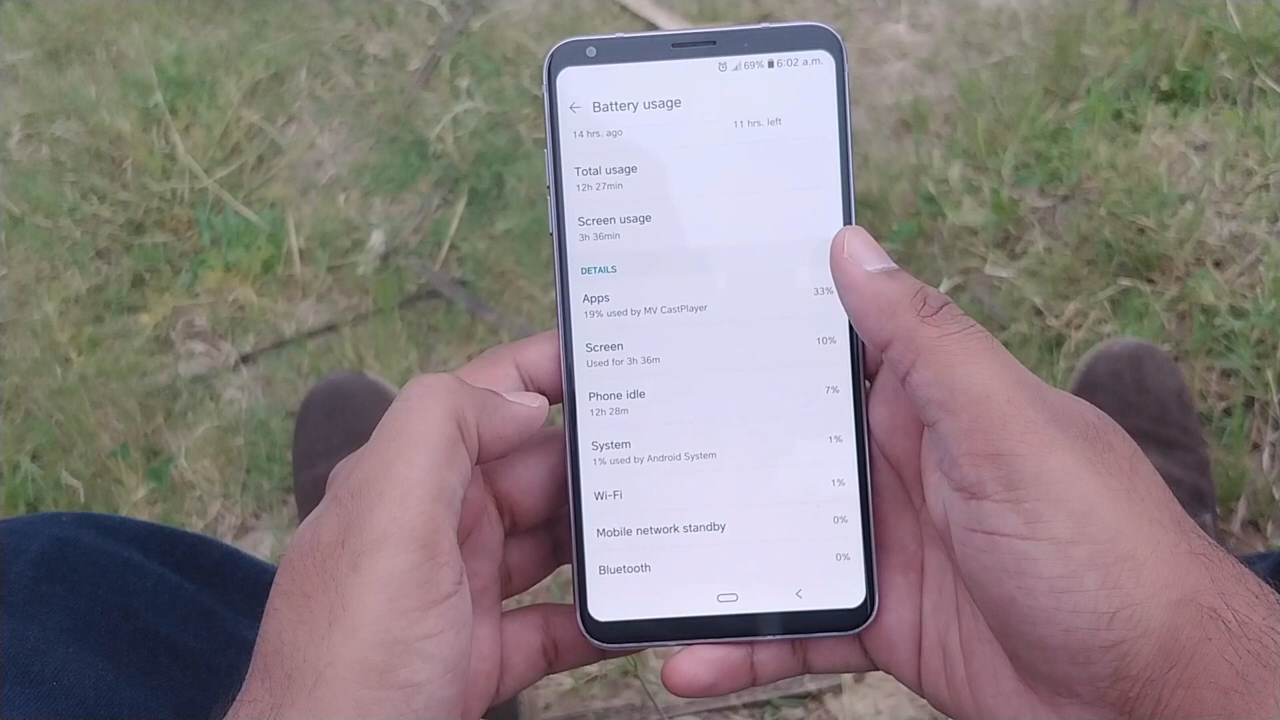 69% 6:02 a.m.
Battery usage
14 hrs. ago 11 hrs. left
Total usage
12h 27min
Screen usage
3h 36min
DETAILS
Apps 33%
19% used by MV CastPlayer
Screen 10%
Used for 3h 36m
Phone idle 7%
12h 28m
System 1%
1% used by Android System
Wi-Fi 1%
Mobile network standby 0%
Bluetooth 0%